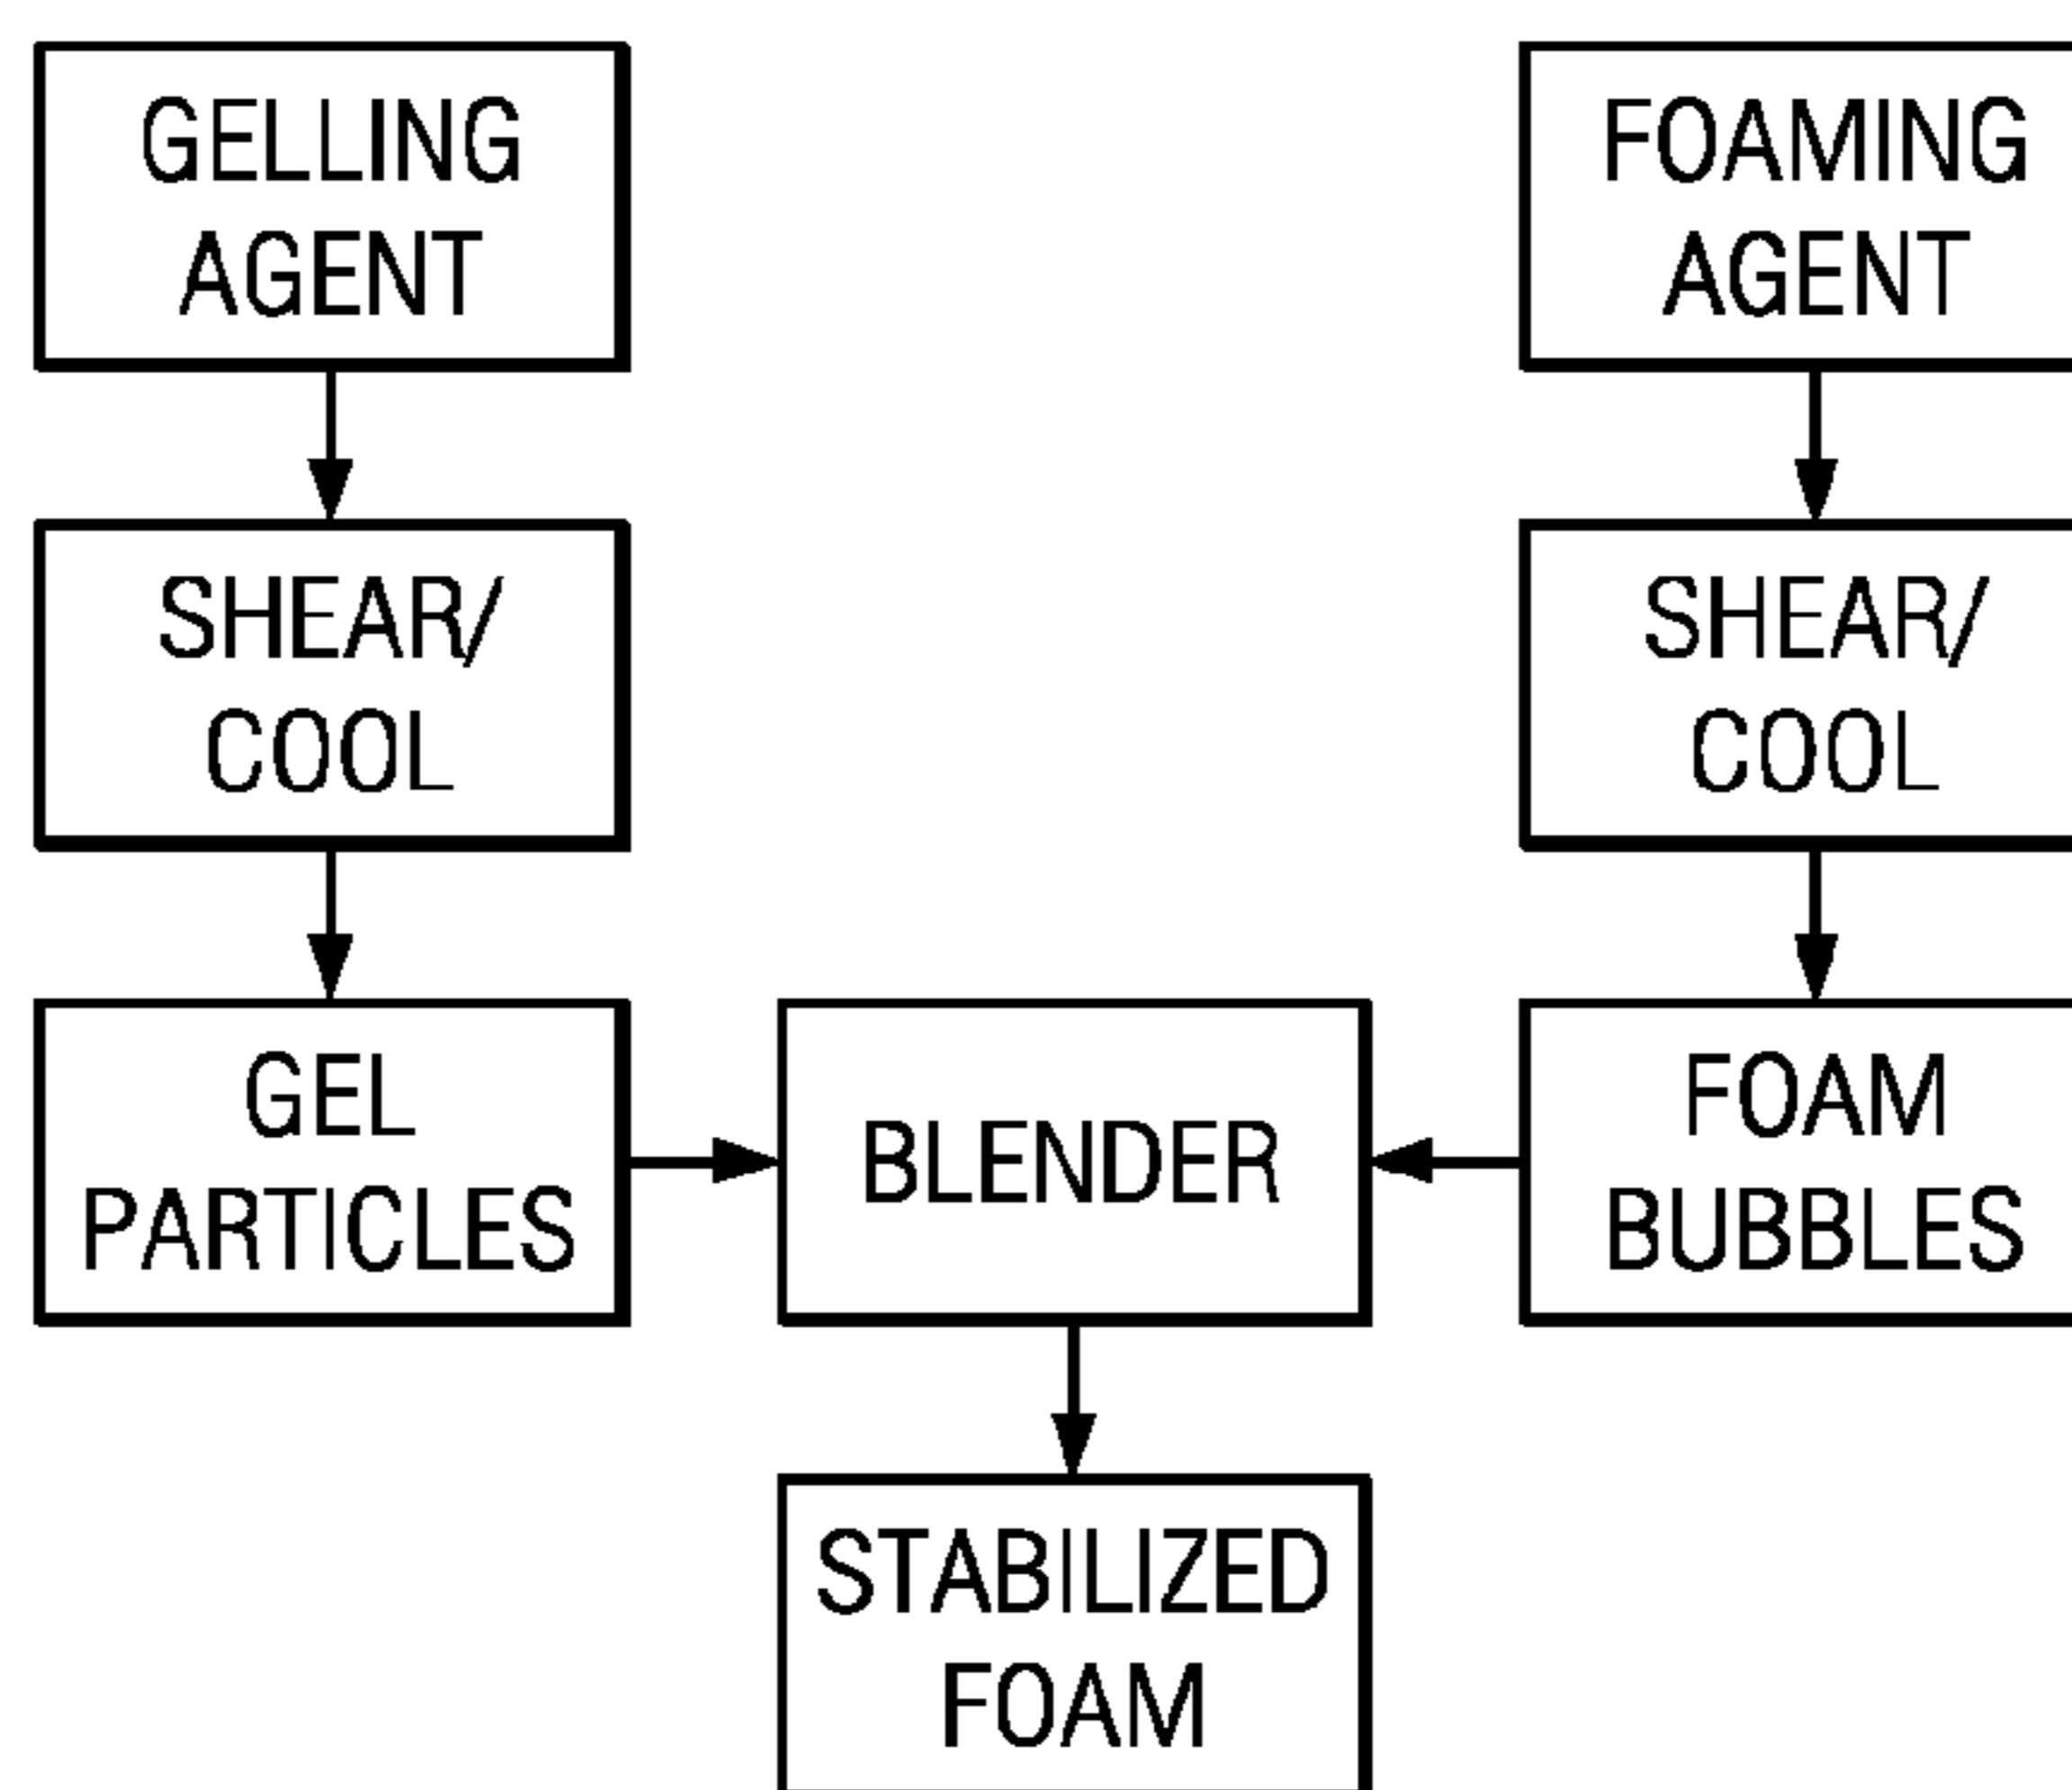 GELLING
AGENT
FOAMING
AGENT
SHEAR/
COOL
SHEAR/
COOL
GEL
PARTICLES
BLENDER
FOAM
BUBBLES
STABILIZED
FOAM